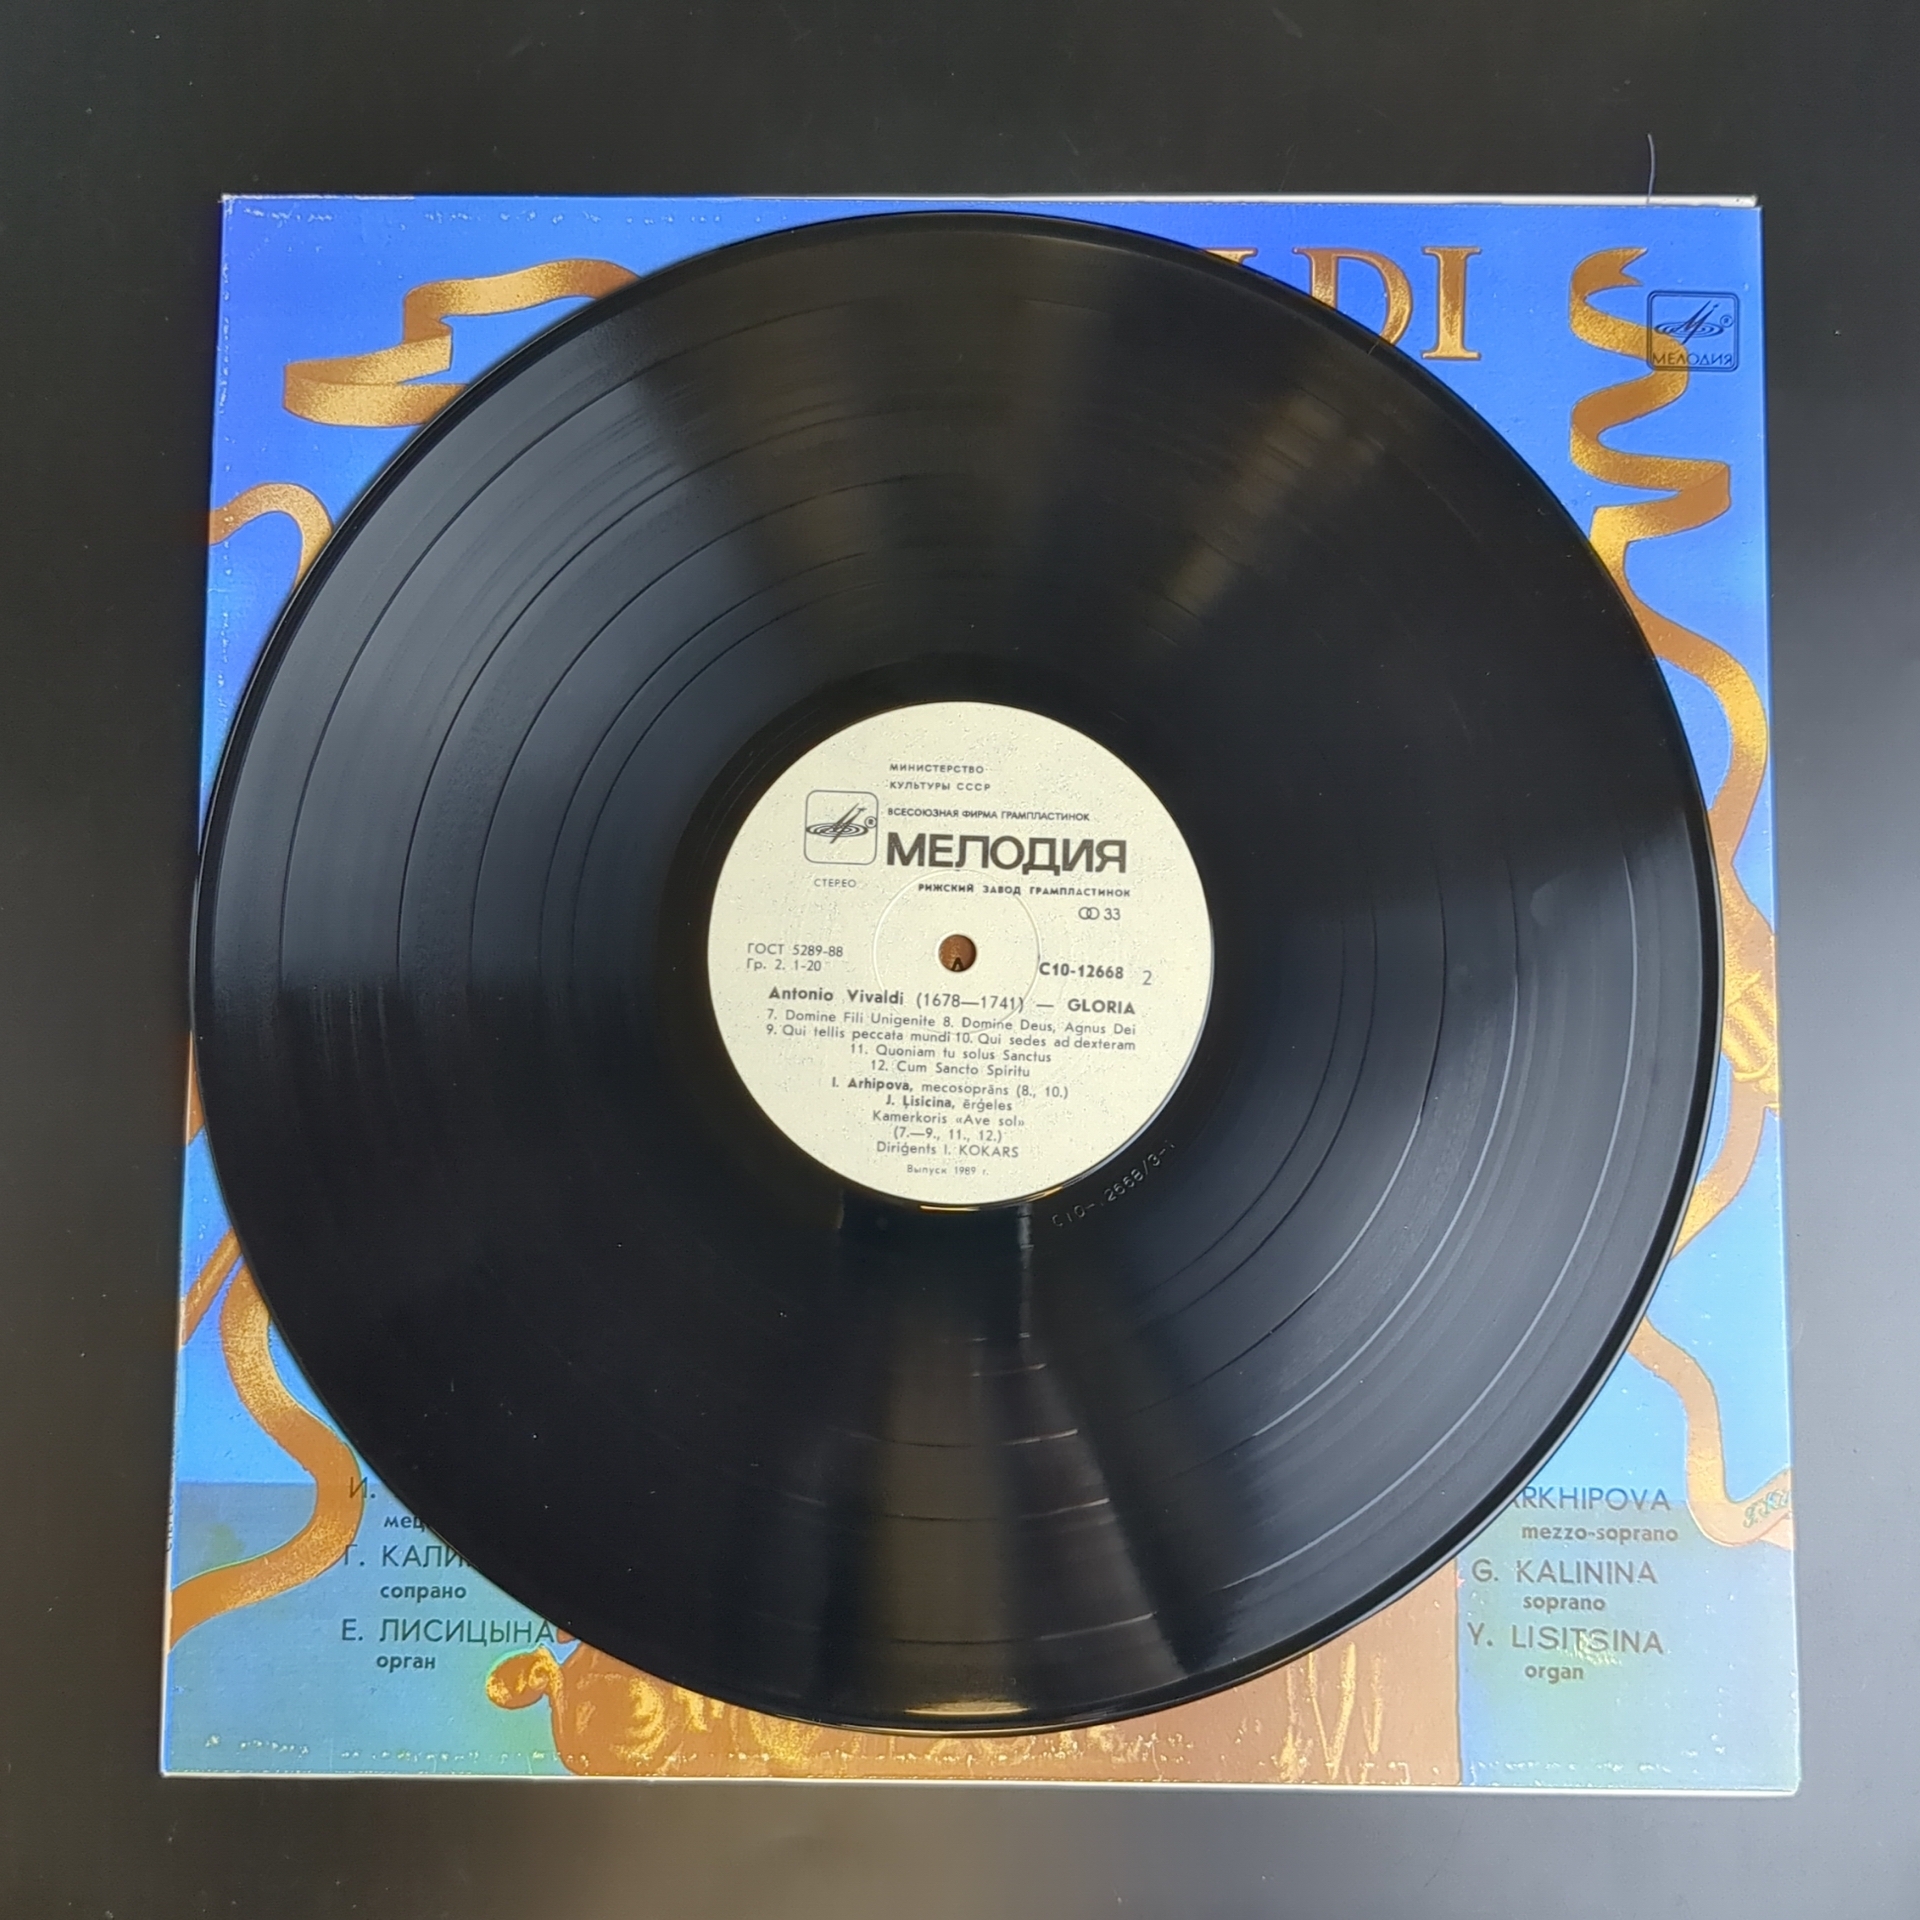 LDI
МЕЛОДИЯ
МИНИСТЕРСТВО
КУЛЬТУРЫ СССР
ВСЕСОЮЗНАЯ ФИРМА ГРАМПЛАСТИНОК
МЕЛОДИЯ
СТЕРЕО
РИЖСКИЙ ЗАВОД ГРАМПЛАСТИНОК
33
ГОСТ 5289-88
Гр. 2. 1-20
С10-12668 2
Antonio Vivaldi (1678—1741) — GLORIA
7. Domine Fili Unigenite 8. Domine Deus, Agnus Dei
9. Qui tellis peccata mundi 10. Qui sedes ad dexteram
11. Quoniam tu solus Sanctus
12. Cum Sancto Spiritu
I. Arhipova, mecosoprāns (8., 10.)
J. Ļisicina, ērģeles
Kamerkoris «Ave sol»
(7.—9., 11., 12.)
Diriģents I. KOKARS
Выпуск 1989 г.
И.
Г.
сопрано
Е. ЛИСИЦЫНА
орган
ARKHIPOVA
mezzo-soprano
G. KALININA
soprano
Y. LISITSINA
organ